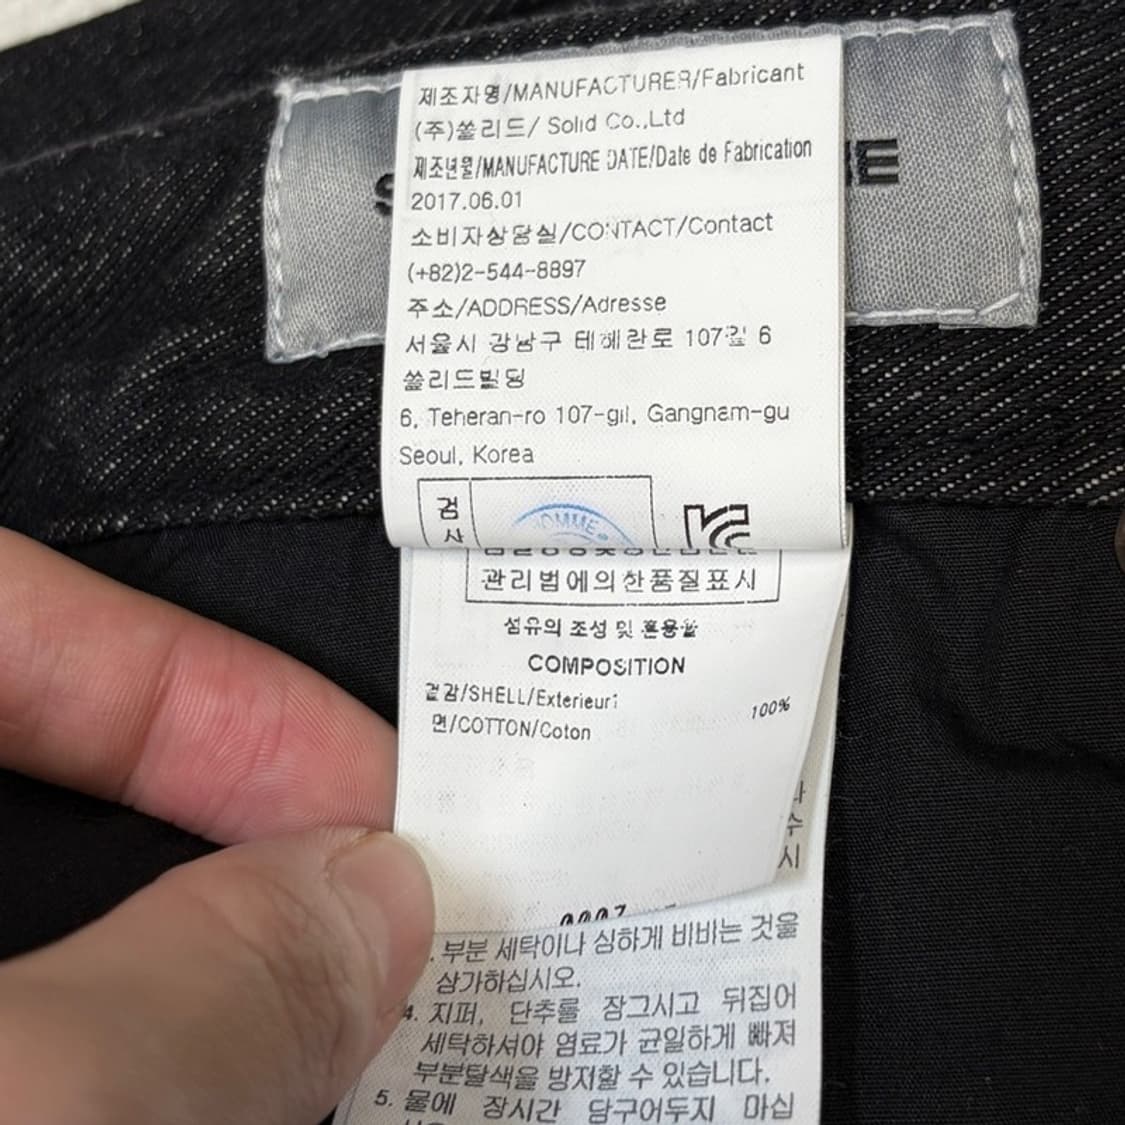 제조자명/MANUFACTURER/Fabricant
(주)쏠리드/ Solid Co.,Ltd
제조년월/MANUFACTURE DATE/Date de Fabrication
2017.06.01
소비자상담실/CONTACT/Contact
(+82)2-544-8897
주소/ADDRESS/Adresse
서울시 강남구 테헤란로 107길 6
쏠리드빌딩
6, Teheran-ro 107-gil, Gangnam-gu
Seoul, Korea
검사
OMME
관리법에의한품질표시
섬유의 조성 및 혼용율
COMPOSITION
겉감/SHELL/Exterieur:
면/COTTON/Coton 100%
수
시
. 부분 세탁이나 심하게 비비는 것을
삼가하십시오.
4. 지퍼, 단추를 잠그시고 뒤집어
세탁하셔야 염료가 균일하게 빠져
부분탈색을 방지할 수 있습니다.
5. 물에 장시간 담구어두지 마십